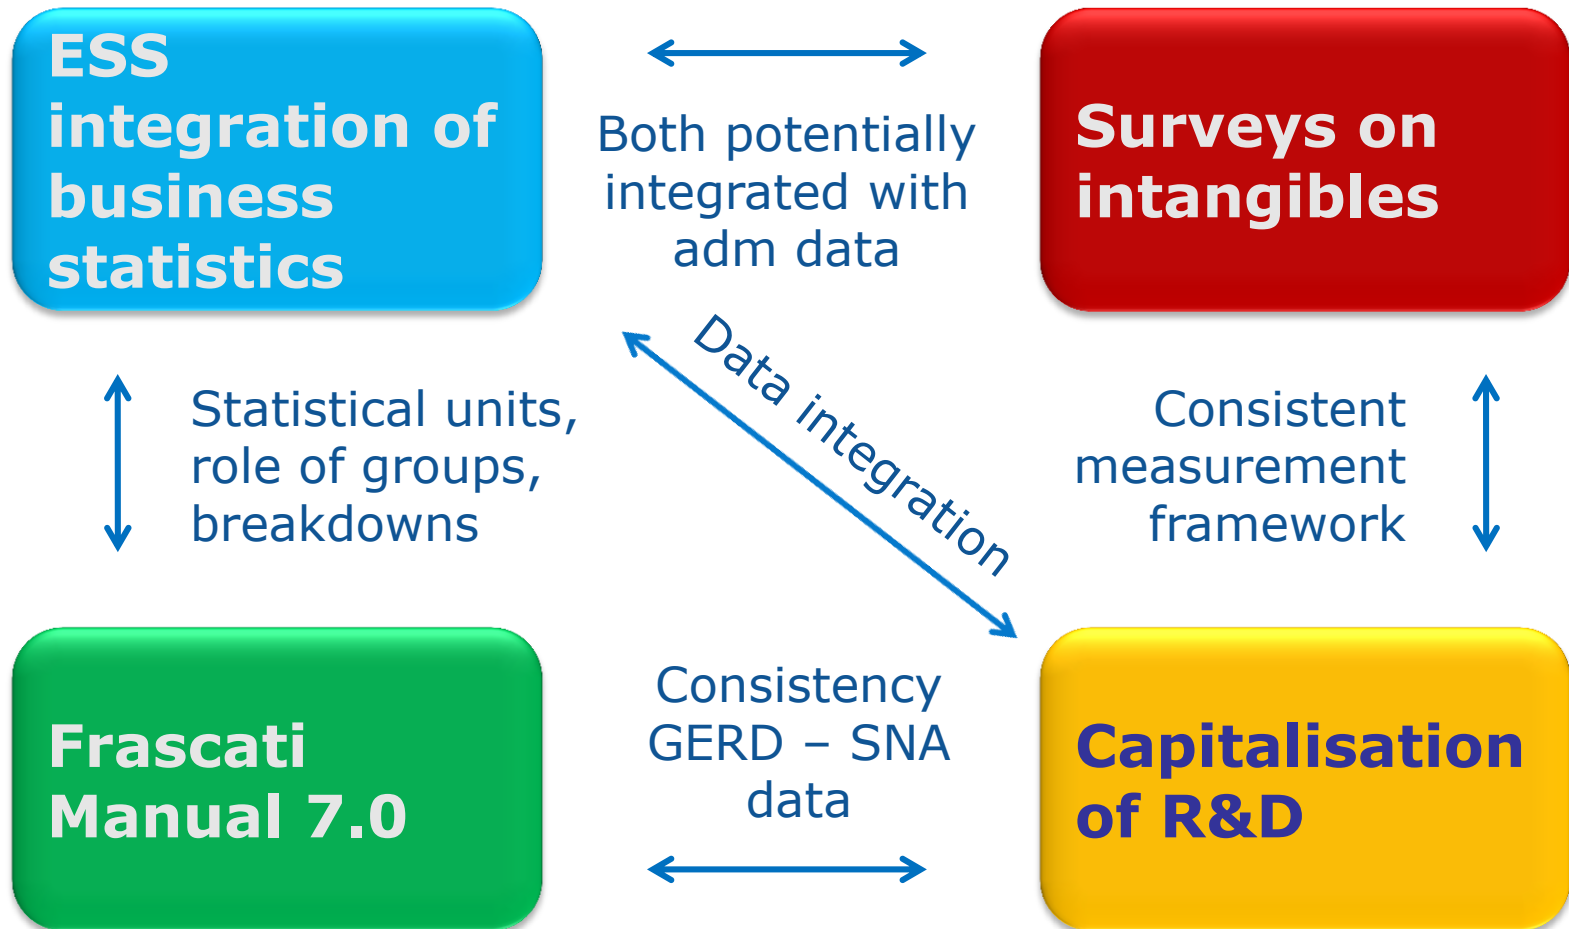 ESS
integration of
business
statistics
Both potentially
integrated with
adm data
Surveys on
intangibles
Statistical units,
role of groups,
breakdowns
Data integration
Consistent
measurement
framework
Frascati
Manual 7.0
Consistency
GERD – SNA
data
Capitalisation
of R&D